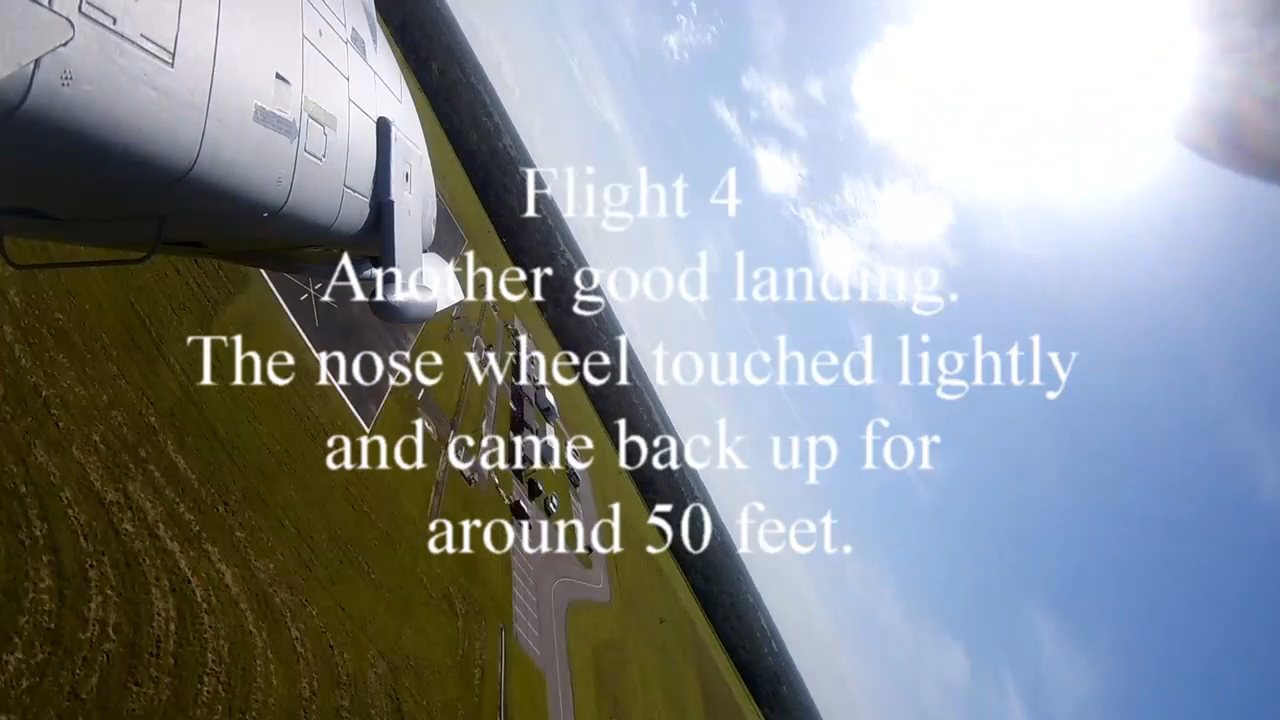 Flight 4
Another good landing.
The nose wheel touched lightly
and came back up for
around 50 feet.